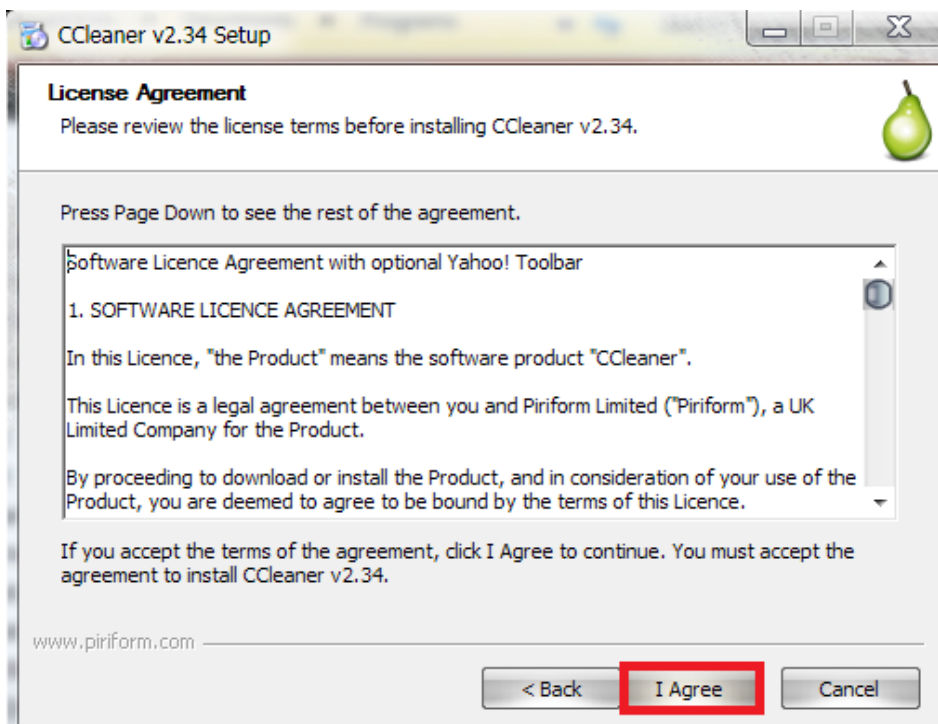 CCleaner v2.34 Setup
License Agreement
Please review the license terms before installing CCleaner v2.34.
Press Page Down to see the rest of the agreement.
Software Licence Agreement with optional Yahoo! Toolbar
1. SOFTWARE LICENCE AGREEMENT
In this Licence, "the Product" means the software product "CCleaner".
This Licence is a legal agreement between you and Piriform Limited ("Piriform"), a UK
Limited Company for the Product.
By proceeding to download or install the Product, and in consideration of your use of the
Product, you are deemed to agree to be bound by the terms of this Licence.
If you accept the terms of the agreement, click I Agree to continue. You must accept the
agreement to install CCleaner v2.34.
www.piriform.com
< Back I Agree Cancel